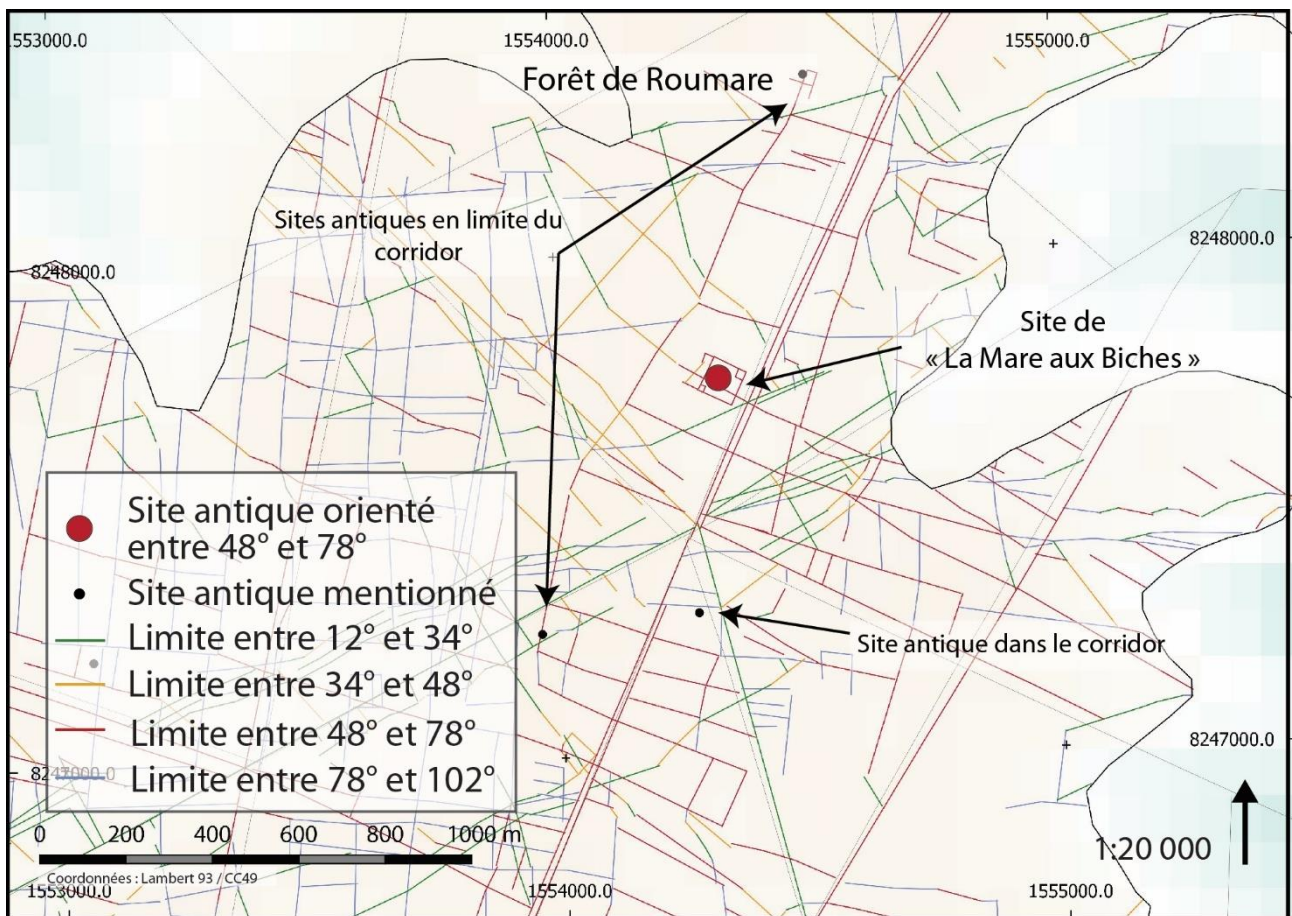 1553000.0
1554000.0
1555000.0
Forêt de Roumare
Sites antiques en limite du
corridor
8248000.0
8248000.0
Site de
« La Mare aux Biches »
Site antique orienté
entre 48° et 78°
Site antique mentionné
Limite entre 12° et 34°
Limite entre 34° et 48°
Limite entre 48° et 78°
Limite entre 78° et 102°
Site antique dans le corridor
8247000.0
8247000.0
0 200 400 600 800 1000 m
1:20 000
Coordonnées : Lambert 93 / CC49
1553000.0
1554000.0
1555000.0